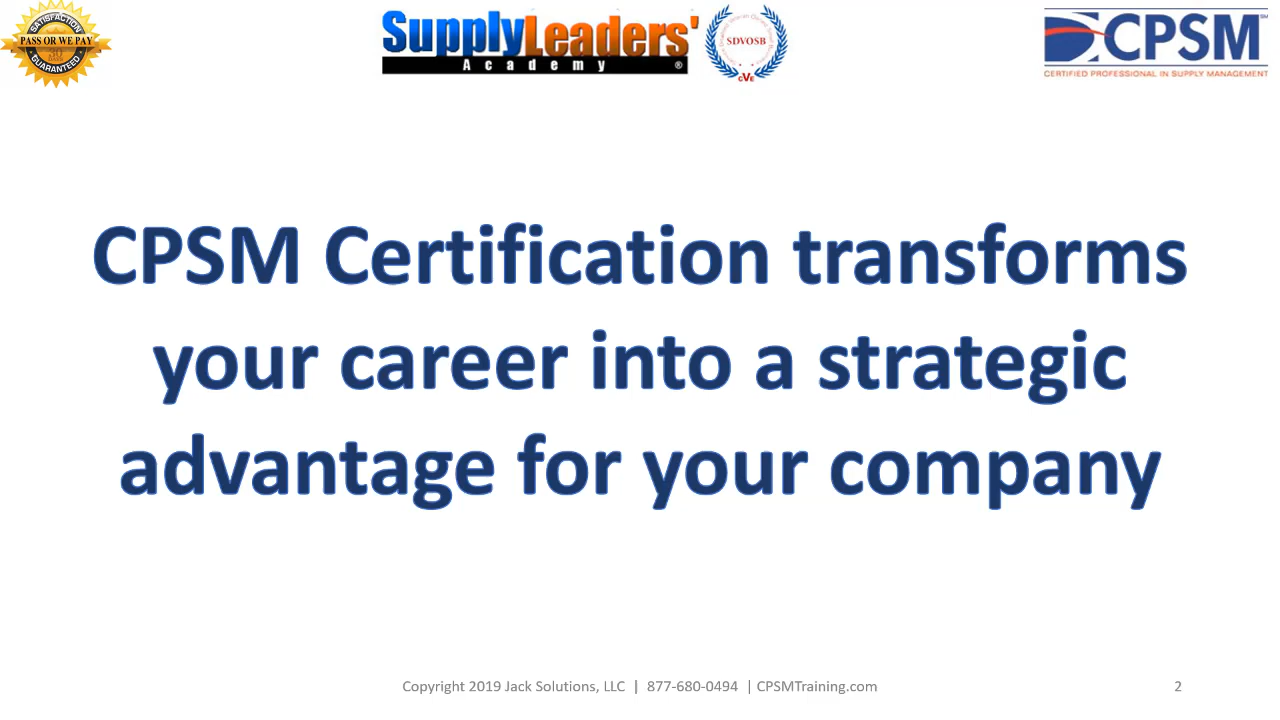 SATISFACTION
PASS OR WE PAY
GUARANTEED
SupplyLeaders'
Academy ®
SDVOSB
CVE
CPSM
CERTIFIED PROFESSIONAL IN SUPPLY MANAGEMENT
CPSM Certification transforms
your career into a strategic
advantage for your company
Copyright 2019 Jack Solutions, LLC | 877-680-0494 | CPSMTraining.com
2